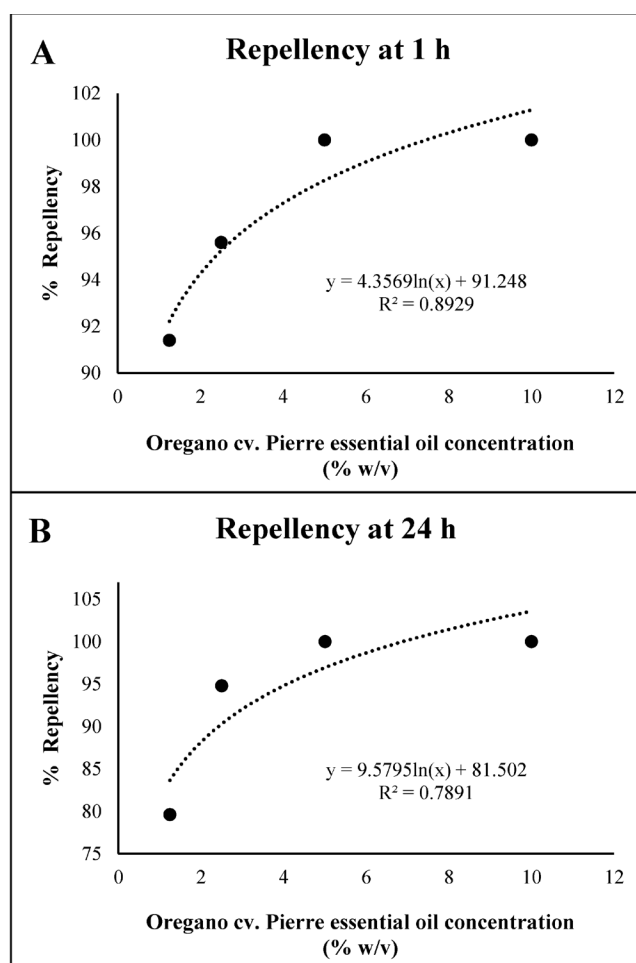 A
Repellency at 1 h
102
100
98
96
94
92
90
% Repellency
y = 4.3569ln(x) + 91.248
R² = 0.8929
0 2 4 6 8 10 12
Oregano cv. Pierre essential oil concentration
(% w/v)
B
Repellency at 24 h
105
100
95
90
85
80
75
% Repellency
y = 9.5795ln(x) + 81.502
R² = 0.7891
0 2 4 6 8 10 12
Oregano cv. Pierre essential oil concentration
(% w/v)